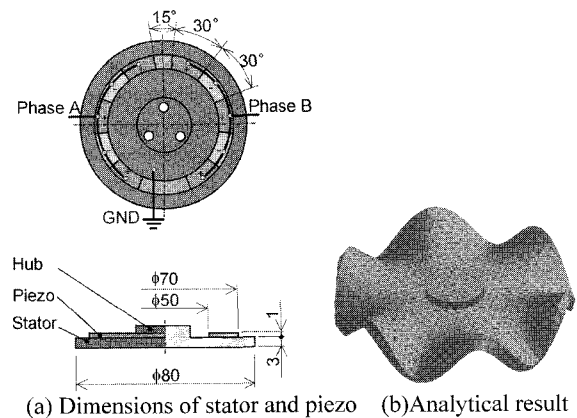 15°
30°
30°
Phase A
Phase B
GND
Hub
Piezo
Stator
ϕ70
ϕ50
1
3
ϕ80
(a) Dimensions of stator and piezo
(b)Analytical result